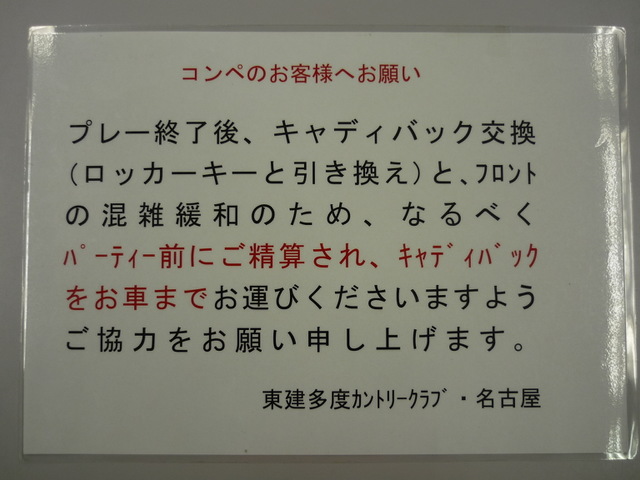 コンペのお客様へお願い
プレー終了後、キャディバック交換
(ロッカーキーと引き換え)と、ﾌﾛﾝﾄ
の混雑緩和のため、なるべく
ﾊﾟｰﾃｨｰ前にご精算され、ｷｬﾃﾞｨﾊﾞｯｸ
をお車までお運びくださいますよう
ご協力をお願い申し上げます。
東建多度ｶﾝﾄﾘｰｸﾗﾌﾞ・名古屋